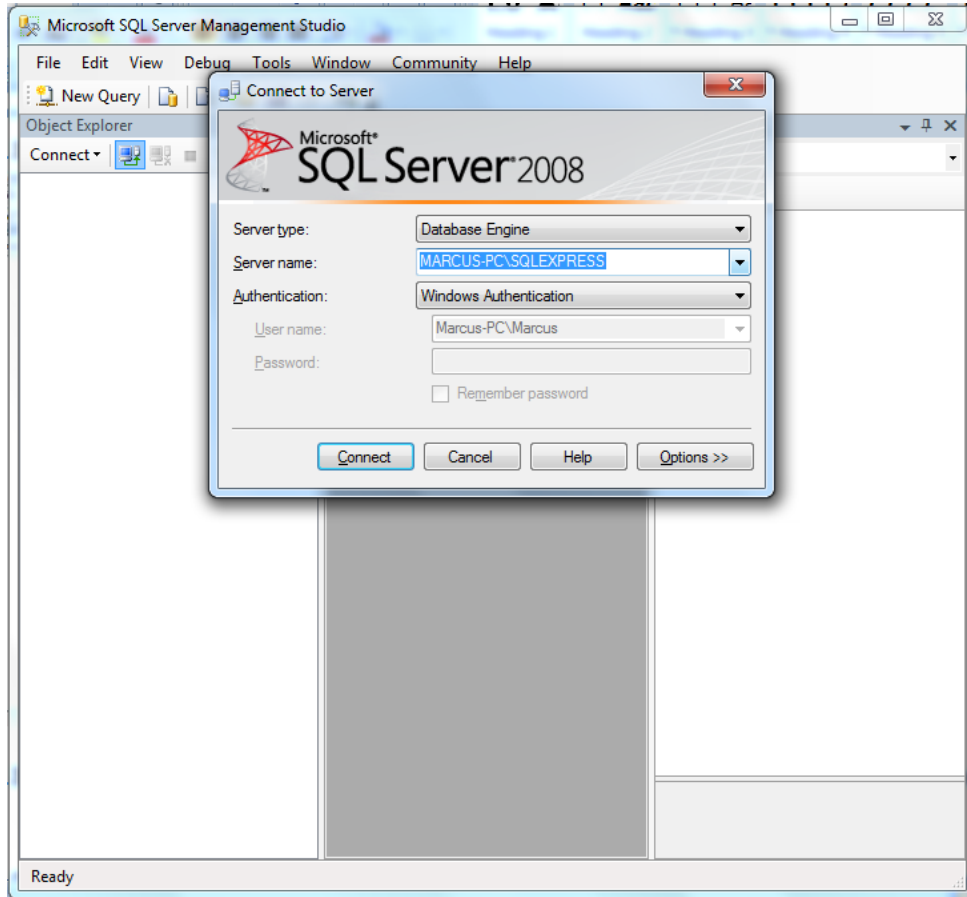 Microsoft SQL Server Management Studio
File Edit View Debug Tools Window Community Help
New Query
Connect to Server
Object Explorer
Connect
Microsoft®
SQL Server® 2008
Server type: Database Engine
Server name: MARCUS-PC\SQLEXPRESS
Authentication: Windows Authentication
User name: Marcus-PC\Marcus
Password:
Remember password
Connect Cancel Help Options >>
Ready